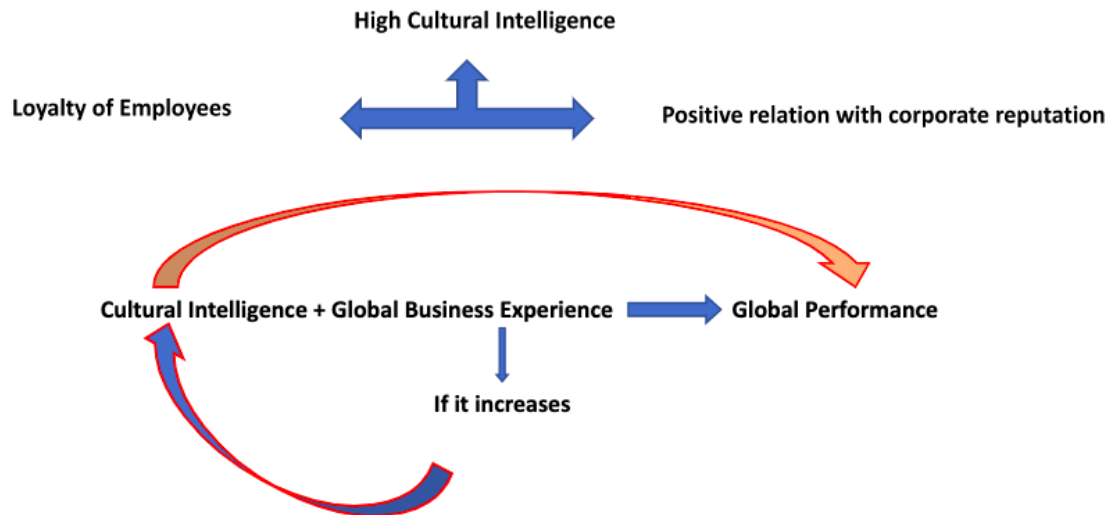 High Cultural Intelligence
Loyalty of Employees
Positive relation with corporate reputation
Cultural Intelligence + Global Business Experience
Global Performance
If it increases